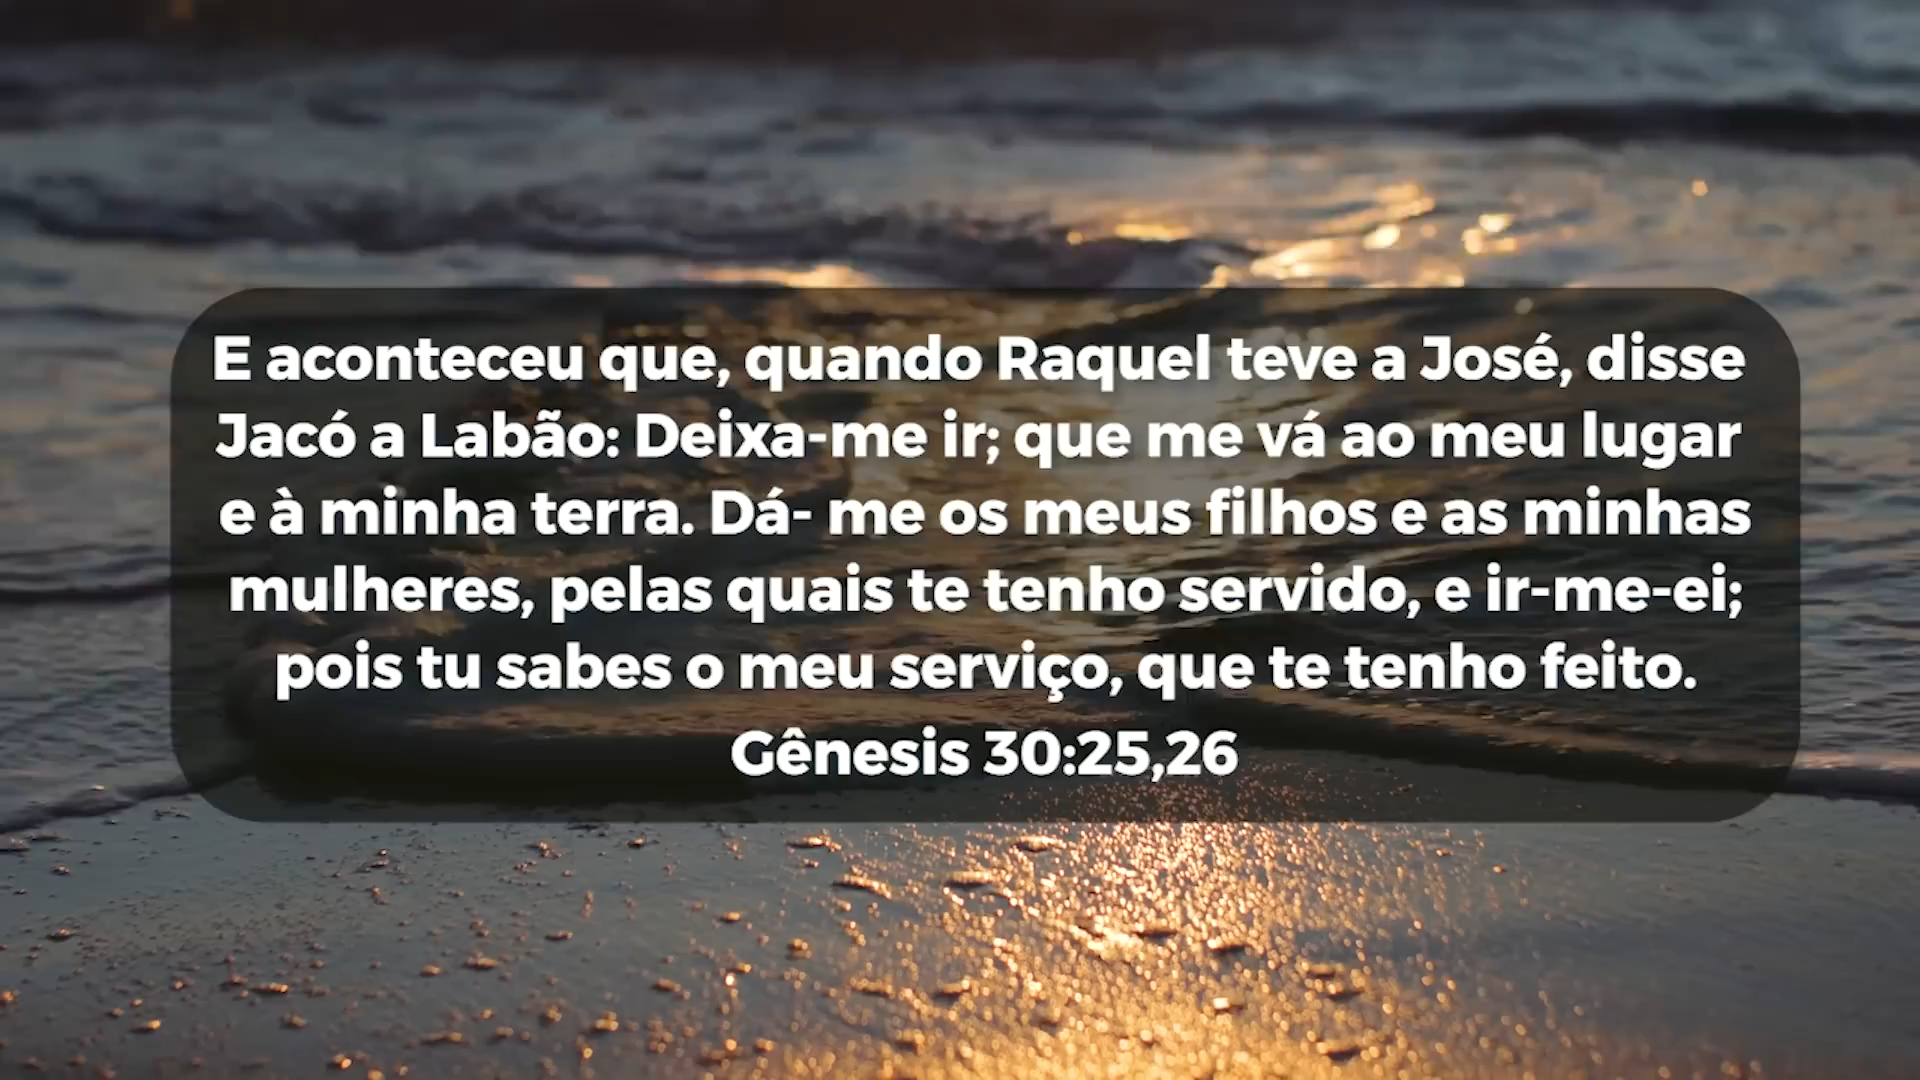 E aconteceu que, quando Raquel teve a José, disse
Jacó a Labão: Deixa-me ir; que me vá ao meu lugar
e à minha terra. Dá- me os meus filhos e as minhas
mulheres, pelas quais te tenho servido, e ir-me-ei;
pois tu sabes o meu serviço, que te tenho feito.
Gênesis 30:25,26